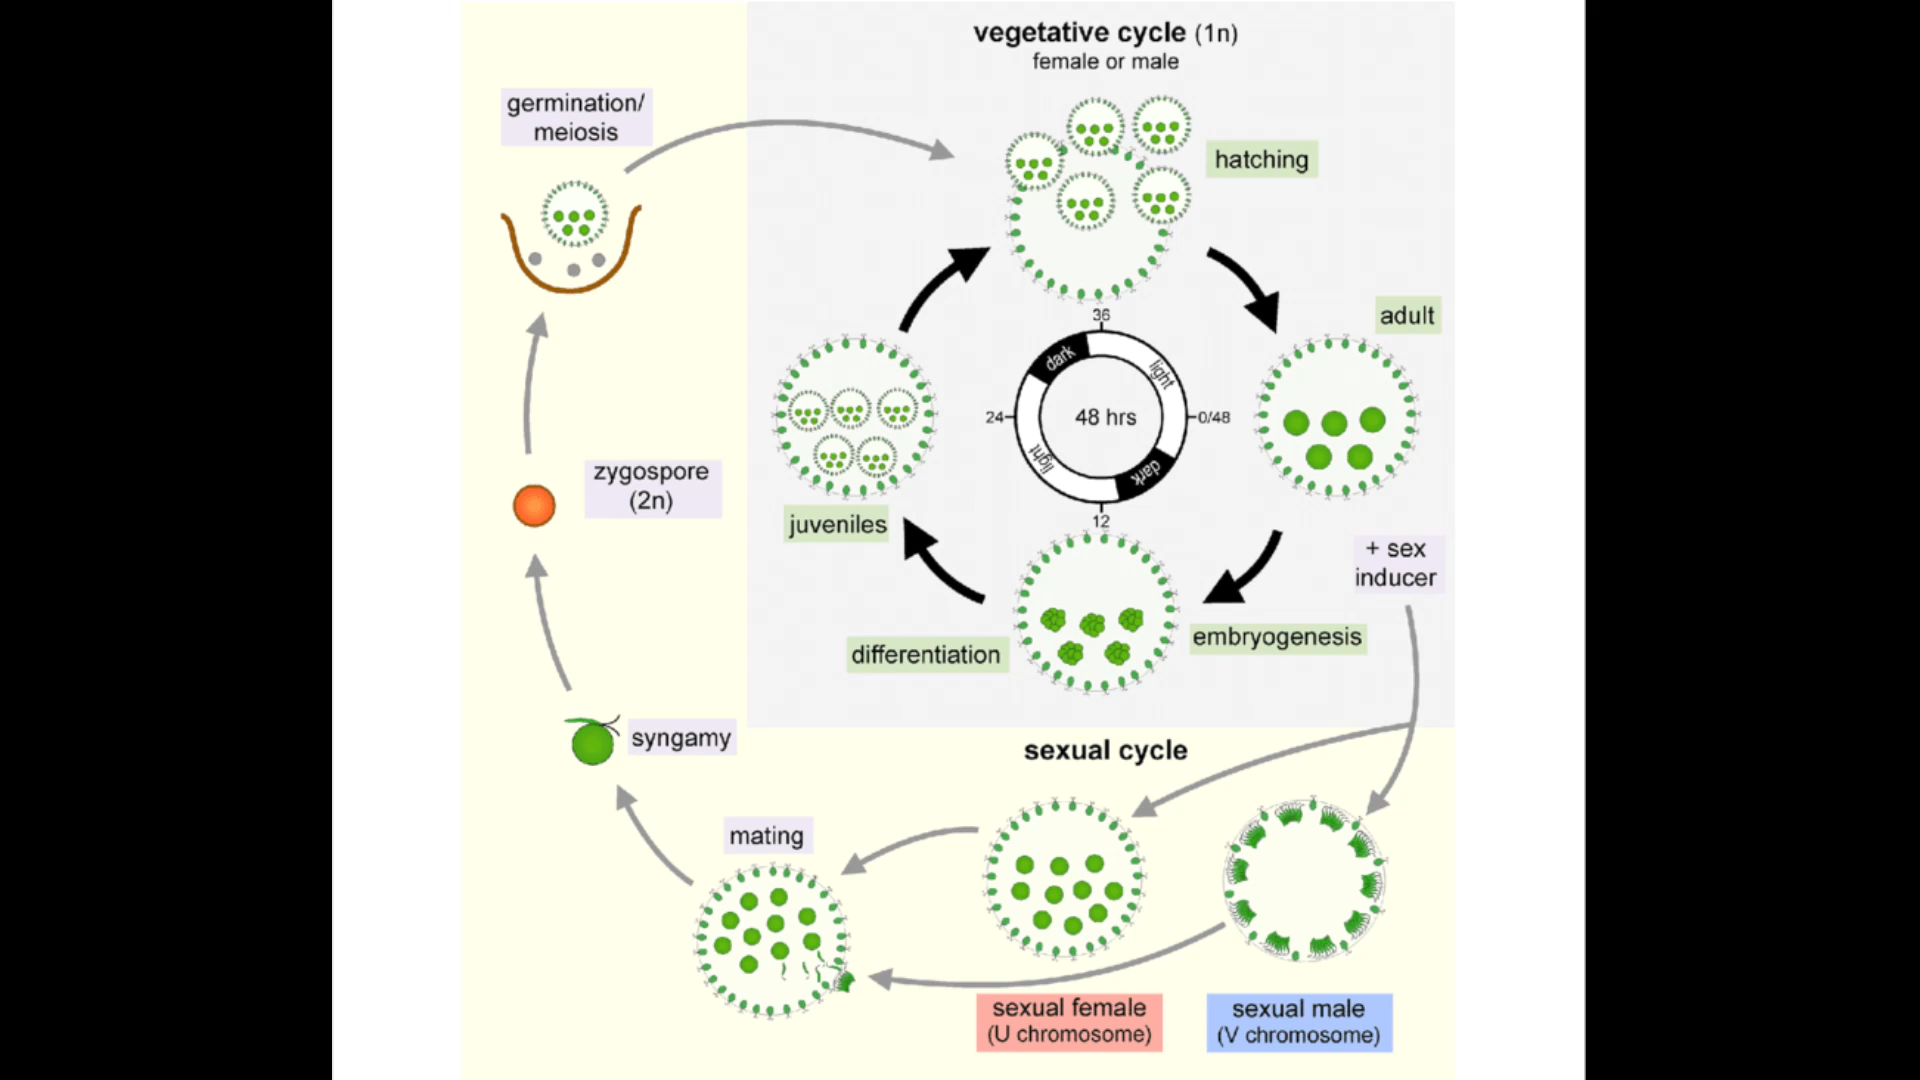 vegetative cycle (1n)
female or male
germination/
meiosis
hatching
adult
36
dark
light
24
48 hrs
0/48
light
dark
12
zygospore
(2n)
juveniles
+ sex
inducer
embryogenesis
differentiation
syngamy
sexual cycle
mating
sexual female
(U chromosome)
sexual male
(V chromosome)